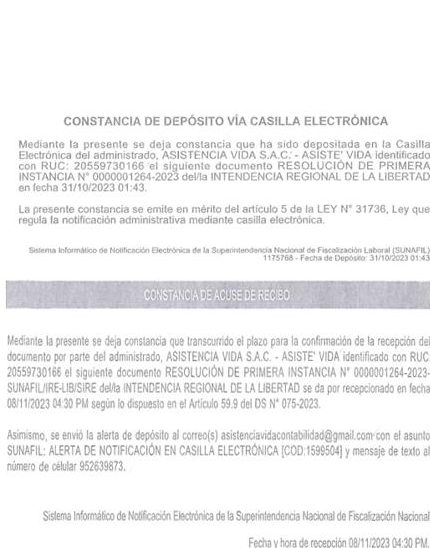 CONSTANCIA DE DEPÓSITO VÍA CASILLA ELECTRÓNICA
Mediante la presente se deja constancia que ha sido depositada en la Casilla
Electrónica del administrado, ASISTENCIA VIDA S.A.C. - ASISTE' VIDA identificado
con RUC: 20559730166 el siguiente documento RESOLUCIÓN DE PRIMERA
INSTANCIA N° 0000001264-2023 del/la INTENDENCIA REGIONAL DE LA LIBERTAD
en fecha 31/10/2023 01:43.
La presente constancia se emite en mérito del artículo 5 de la LEY N° 31736, Ley que
regula la notificación administrativa mediante casilla electrónica.
Sistema Informático de Notificación Electrónica de la Superintendencia Nacional de Fiscalización Laboral (SUNAFIL)
1175768 - Fecha de Depósito: 31/10/2023 01:43
CONSTANCIA DE ACUSE DE RECIBO
Mediante la presente se deja constancia que transcurrido el plazo para la confirmación de la recepción del
documento por parte del administrado, ASISTENCIA VIDA S.A.C. - ASISTE' VIDA identificado con RUC:
20559730166 el siguiente documento RESOLUCIÓN DE PRIMERA INSTANCIA N° 0000001264-2023-
SUNAFIL/IRE-LIB/SIRE del/la INTENDENCIA REGIONAL DE LA LIBERTAD se da por recepcionado en fecha
08/11/2023 04:30 PM según lo dispuesto en el Artículo 59.9 del DS N° 075-2023.
Asimismo, se envió la alerta de depósito al correo(s) asistenciavidacontabilidad@gmail.com con el asunto
SUNAFIL: ALERTA DE NOTIFICACIÓN EN CASILLA ELECTRÓNICA [COD:1599504] y mensaje de texto al
número de célular 952639873.
Sistema Informático de Notificación Electrónica de la Superintendencia Nacional de Fiscalización Nacional
Fecha y hora de recepción 08/11/2023 04:30 PM.